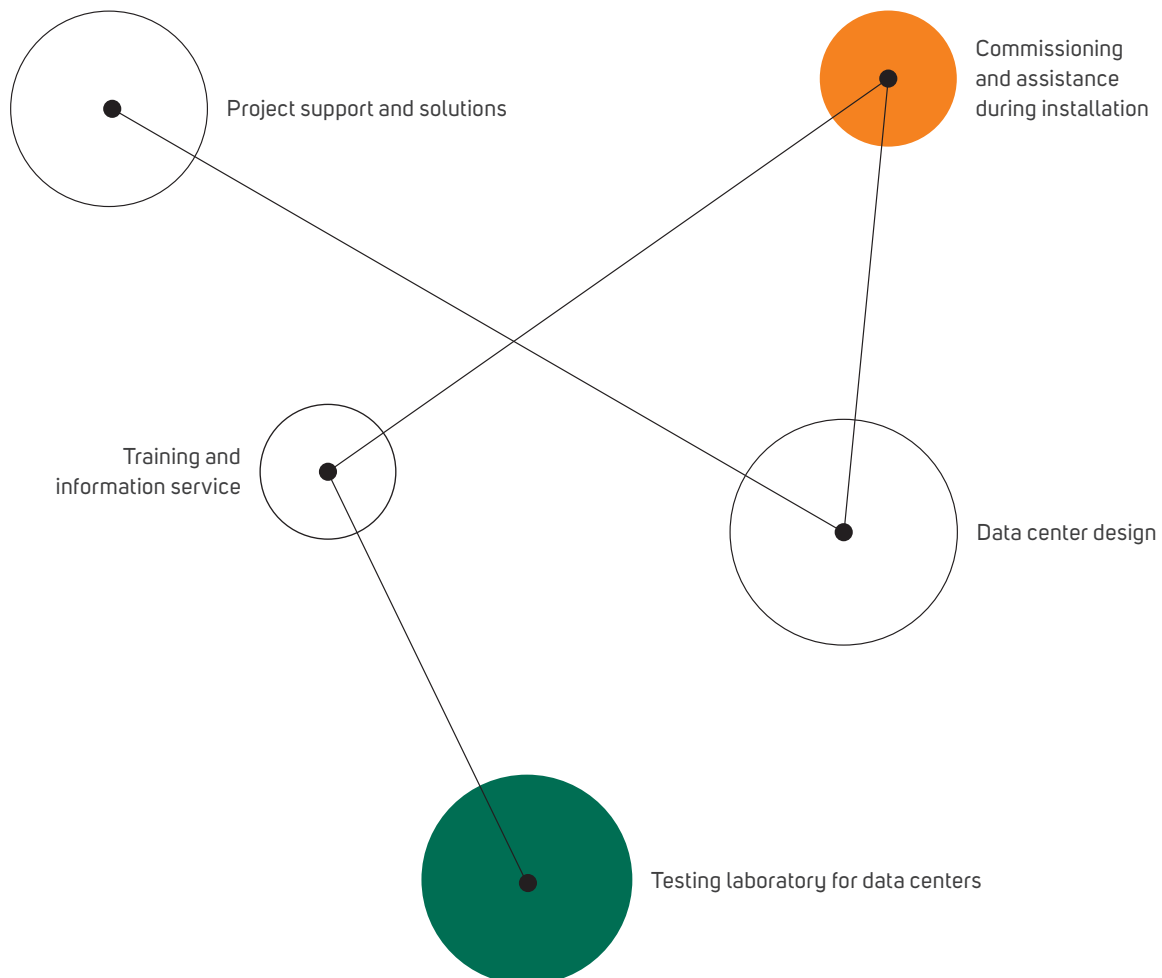 Project support and solutions
Commissioning
and assistance
during installation
Training and
information service
Data center design
Testing laboratory for data centers